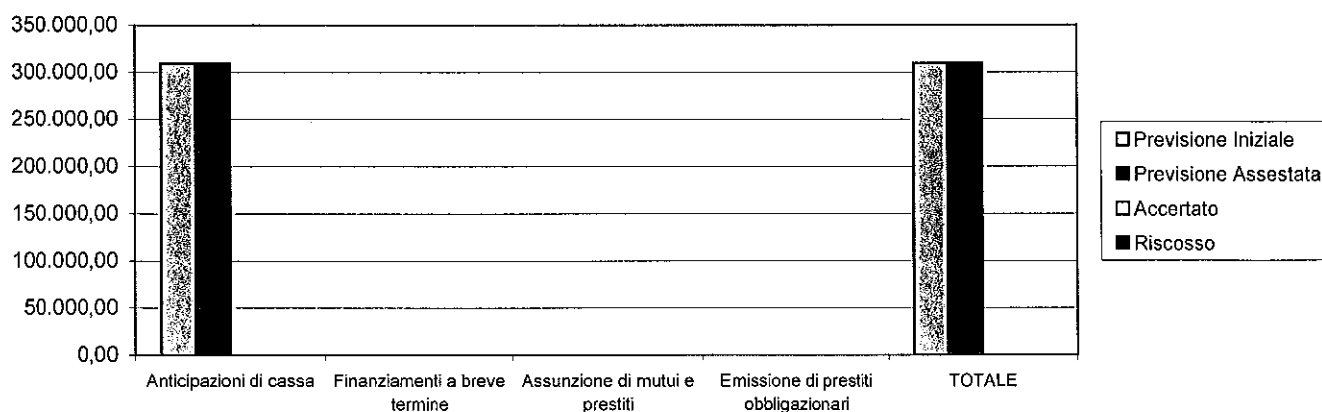 350.000,00
300.000,00
250.000,00
200.000,00
150.000,00
100.000,00
50.000,00
0,00
Anticipazioni di cassa
Finanziamenti a breve
termine
Assunzione di mutui e
prestiti
Emissione di prestiti
obbligazionari
TOTALE
Previsione Iniziale
Previsione Assestata
Accertato
Riscosso